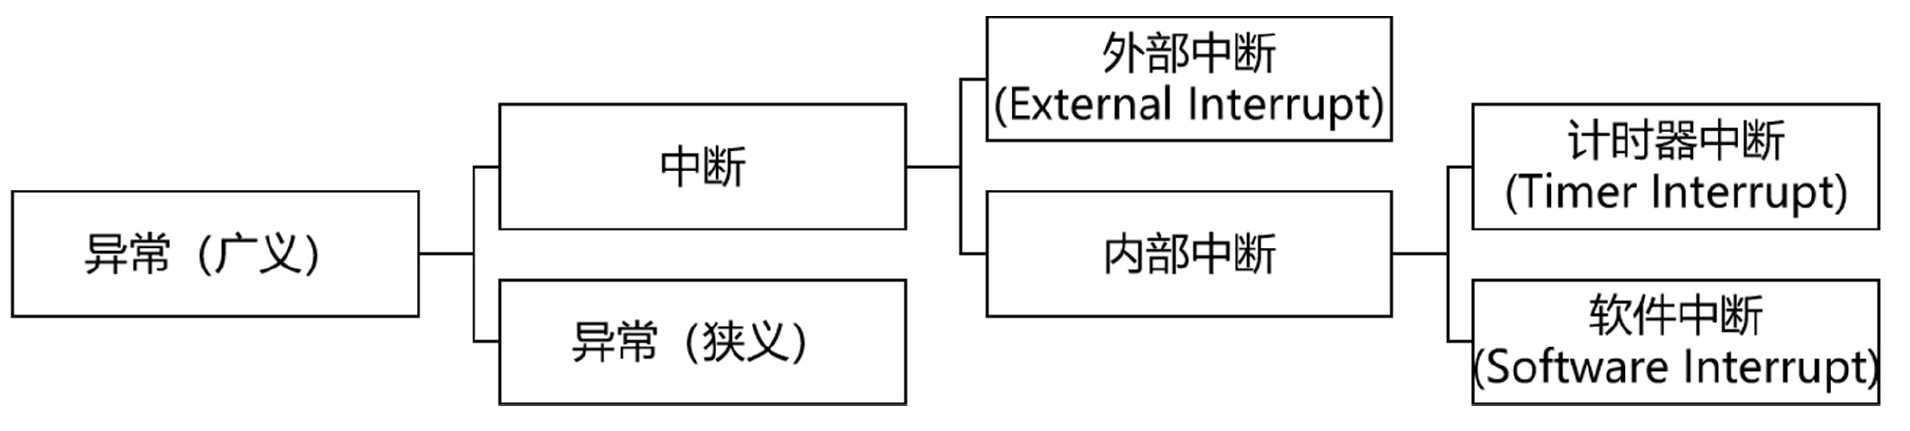 异常（广义）
中断
异常（狭义）
外部中断
(External Interrupt)
内部中断
计时器中断
(Timer Interrupt)
软件中断
(Software Interrupt)